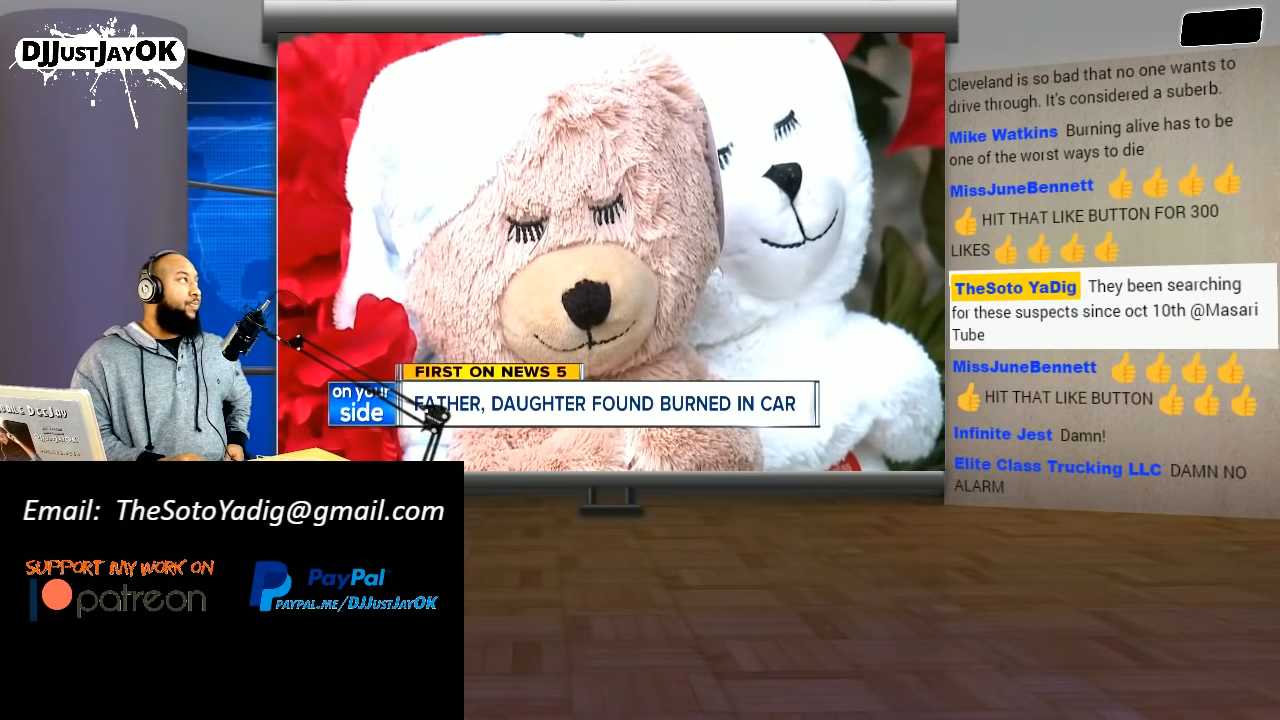 DJJUSTJAYOK
FIRST ON NEWS 5
on your
side
FATHER, DAUGHTER FOUND BURNED IN CAR
Cleveland is so bad that no one wants to
drive through. It's considered a suberb.
Mike Watkins Burning alive has to be
one of the worst ways to die
MissJuneBennett 👍👍👍👍
👍 HIT THAT LIKE BUTTON FOR 300
LIKES 👍👍👍👍
TheSoto YaDig They been searching
for these suspects since oct 10th @Masari
Tube
MissJuneBennett 👍👍👍👍
👍 HIT THAT LIKE BUTTON 👍👍👍
Infinite Jest Damn!
Elite Class Trucking LLC DAMN NO
ALARM
Email: TheSotoYadig@gmail.com
SUPPORT MY WORK ON
patreon
PayPal
PAYPAL.ME/DJJUSTJAYOK